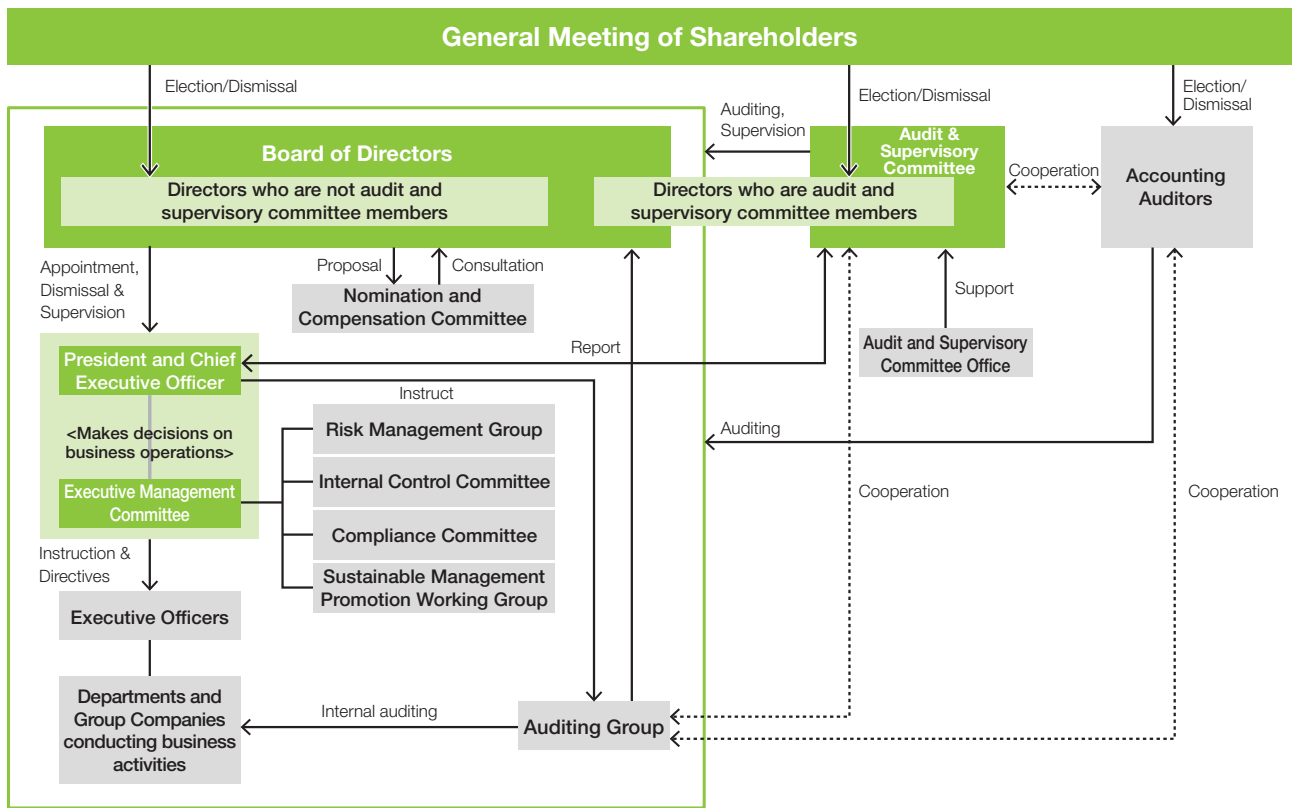 General Meeting of Shareholders
Election/Dismissal
Election/Dismissal
Election/
Dismissal
Auditing,
Supervision
Board of Directors
Directors who are not audit and
supervisory committee members
Directors who are audit and
supervisory committee members
Audit &
Supervisory
Committee
Cooperation
Accounting
Auditors
Appointment,
Dismissal &
Supervision
Proposal
Consultation
Nomination and
Compensation Committee
Support
Audit and Supervisory
Committee Office
Report
President and Chief
Executive Officer
Instruct
<Makes decisions on
business operations>
Executive Management
Committee
Risk Management Group
Internal Control Committee
Compliance Committee
Sustainable Management
Promotion Working Group
Auditing
Cooperation
Cooperation
Instruction &
Directives
Executive Officers
Departments and
Group Companies
conducting business
activities
Internal auditing
Auditing Group